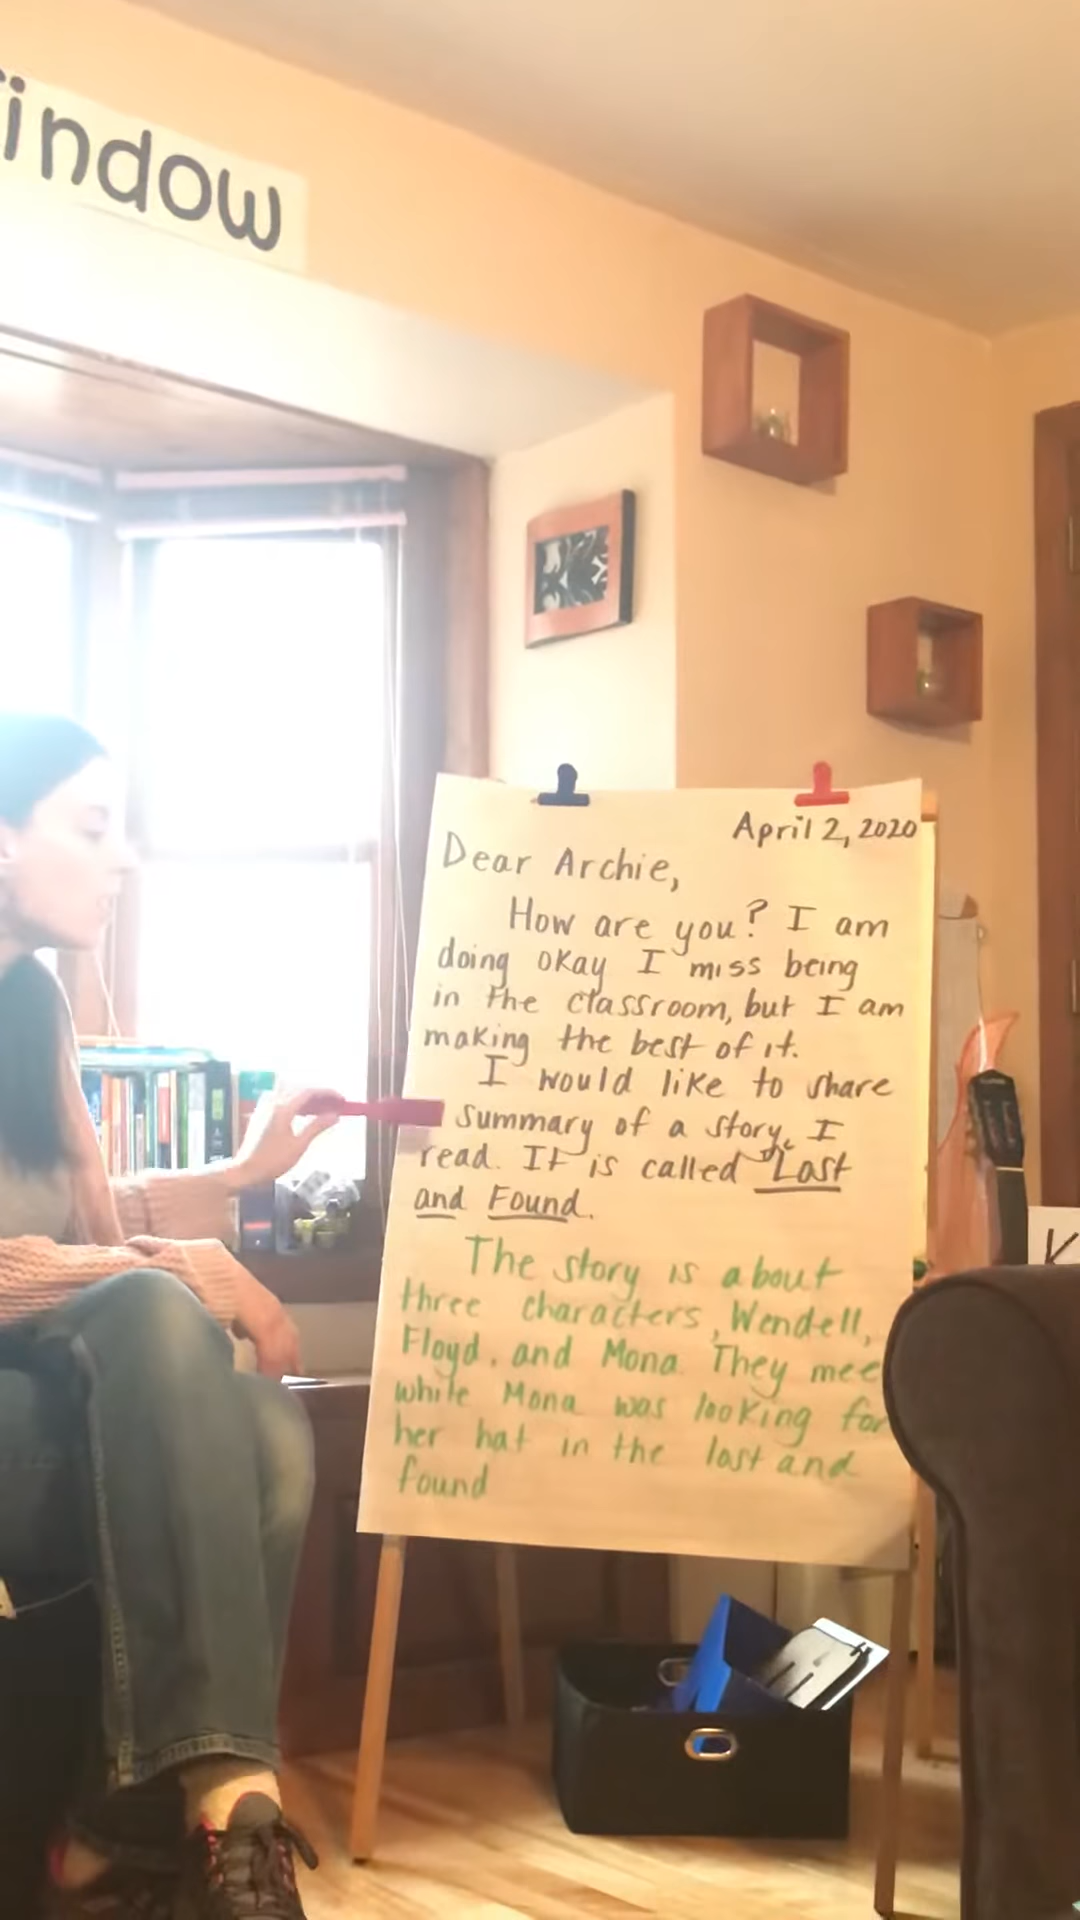 indow
April 2, 2020
Dear Archie,
How are you? I am
doing okay I miss being
in the classroom, but I am
making the best of it.
I would like to share
summary of a story I
read. It is called Lost
and Found.
The story is about
three characters, Wendell,
Floyd, and Mona. They mee
while Mona was looking for
her hat in the lost and
found
K